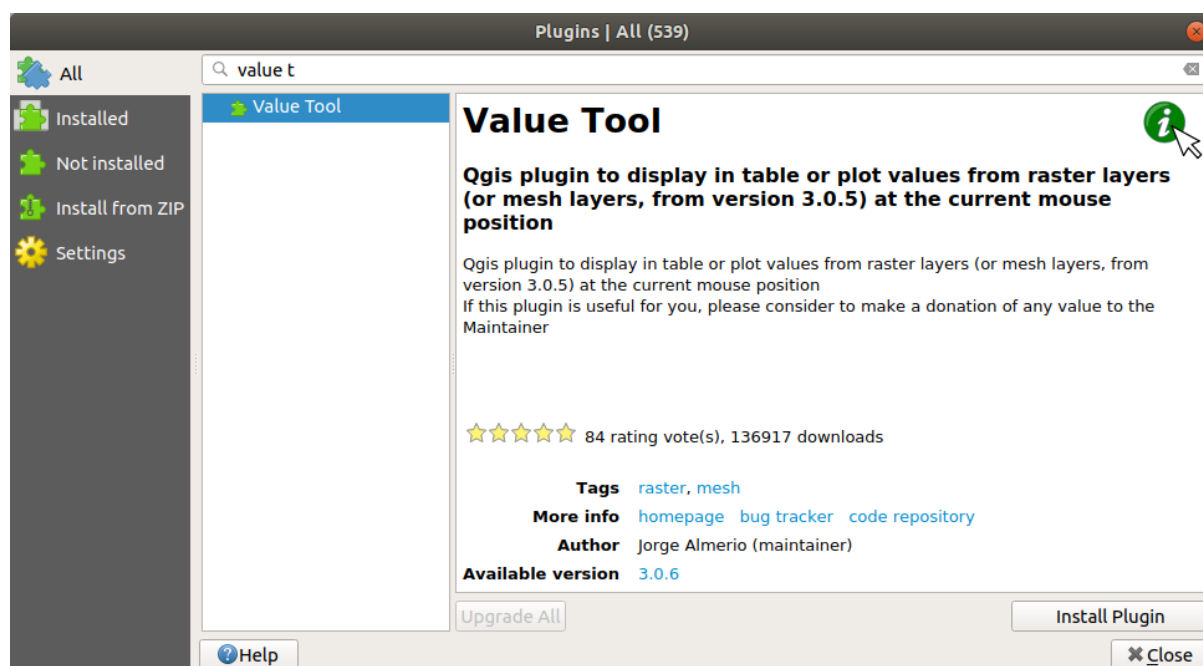 Plugins | All (539)
All
value t
Installed
Not installed
Install from ZIP
Settings
Value Tool
Value Tool
Qgis plugin to display in table or plot values from raster layers
(or mesh layers, from version 3.0.5) at the current mouse
position
Qgis plugin to display in table or plot values from raster layers (or mesh layers, from
version 3.0.5) at the current mouse position
If this plugin is useful for you, please consider to make a donation of any value to the
Maintainer
84 rating vote(s), 136917 downloads
Tags raster, mesh
More info homepage bug tracker code repository
Author Jorge Almerio (maintainer)
Available version 3.0.6
Upgrade All Install Plugin
Help Close